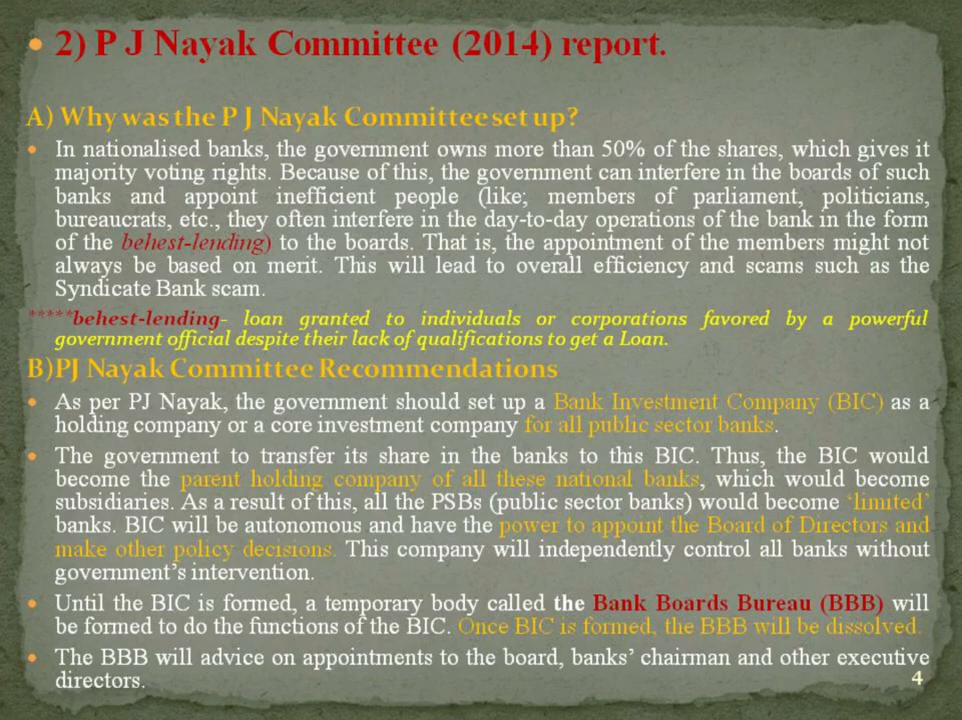 • 2) P J Nayak Committee (2014) report.
A) Why was the P J Nayak Committee set up?
• In nationalised banks, the government owns more than 50% of the shares, which gives it
majority voting rights. Because of this, the government can interfere in the boards of such
banks and appoint inefficient people (like; members of parliament, politicians,
bureaucrats, etc., they often interfere in the day-to-day operations of the bank in the form
of the behest-lending) to the boards. That is, the appointment of the members might not
always be based on merit. This will lead to overall efficiency and scams such as the
Syndicate Bank scam.
*****behest-lending- loan granted to individuals or corporations favored by a powerful
government official despite their lack of qualifications to get a Loan.
B)PJ Nayak Committee Recommendations
• As per PJ Nayak, the government should set up a Bank Investment Company (BIC) as a
holding company or a core investment company for all public sector banks.
• The government to transfer its share in the banks to this BIC. Thus, the BIC would
become the parent holding company of all these national banks, which would become
subsidiaries. As a result of this, all the PSBs (public sector banks) would become ‘limited’
banks. BIC will be autonomous and have the power to appoint the Board of Directors and
make other policy decisions. This company will independently control all banks without
government’s intervention.
• Until the BIC is formed, a temporary body called the Bank Boards Bureau (BBB) will
be formed to do the functions of the BIC. Once BIC is formed, the BBB will be dissolved.
• The BBB will advice on appointments to the board, banks’ chairman and other executive
directors.
4